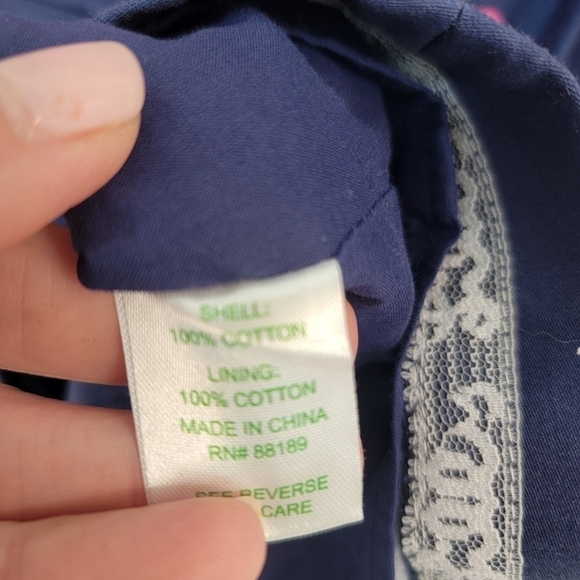 SHELL:
100% COTTON
LINING:
100% COTTON
MADE IN CHINA
RN# 88189
SEE REVERSE
CARE